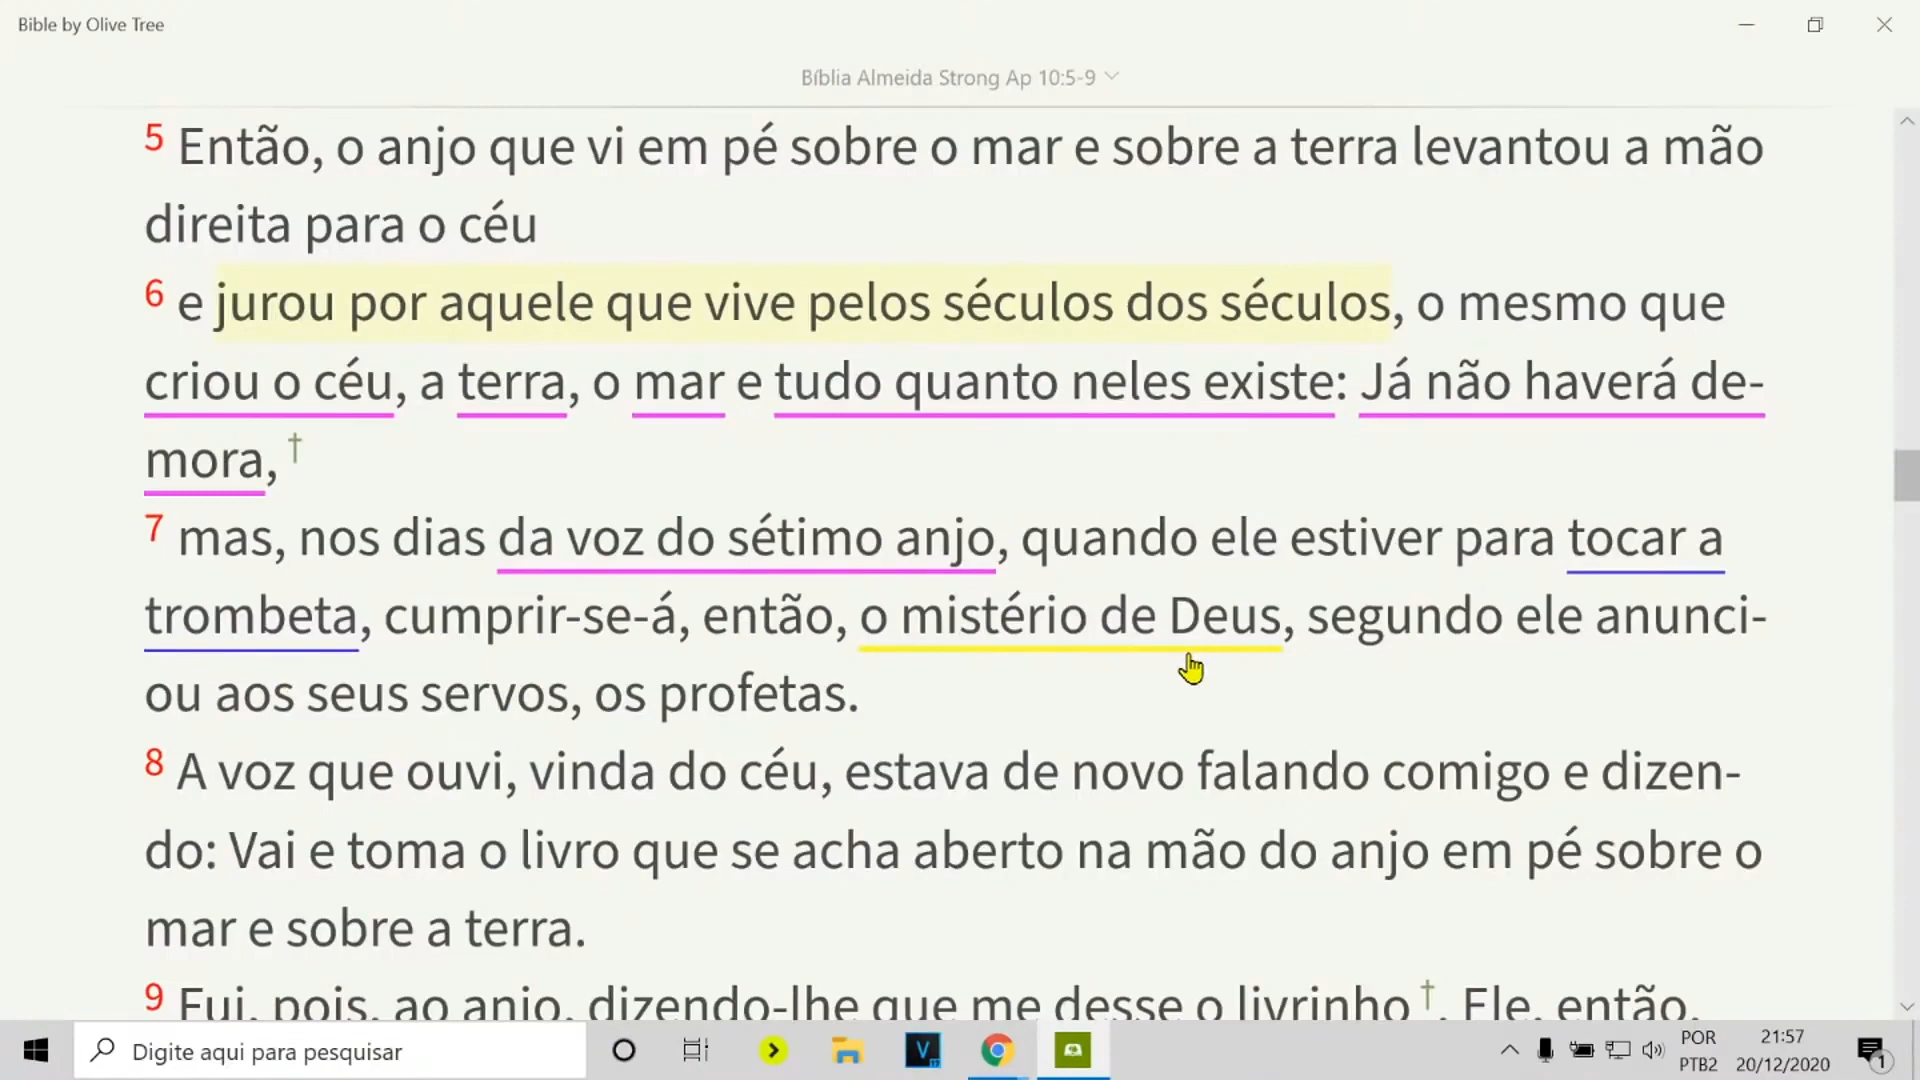 Bible by Olive Tree
Bíblia Almeida Strong Ap 10:5-9
5 Então, o anjo que vi em pé sobre o mar e sobre a terra levantou a mão
direita para o céu
6 e jurou por aquele que vive pelos séculos dos séculos, o mesmo que
criou o céu, a terra, o mar e tudo quanto neles existe: Já não haverá de-
mora,†
7 mas, nos dias da voz do sétimo anjo, quando ele estiver para tocar a
trombeta, cumprir-se-á, então, o mistério de Deus, segundo ele anunci-
ou aos seus servos, os profetas.
8 A voz que ouvi, vinda do céu, estava de novo falando comigo e dizen-
do: Vai e toma o livro que se acha aberto na mão do anjo em pé sobre o
mar e sobre a terra.
9 Fui, pois, ao anjo, dizendo-lhe que me desse o livrinho†. Ele, então,
Digite aqui para pesquisar
V
POR
PTB2
21:57
20/12/2020
1